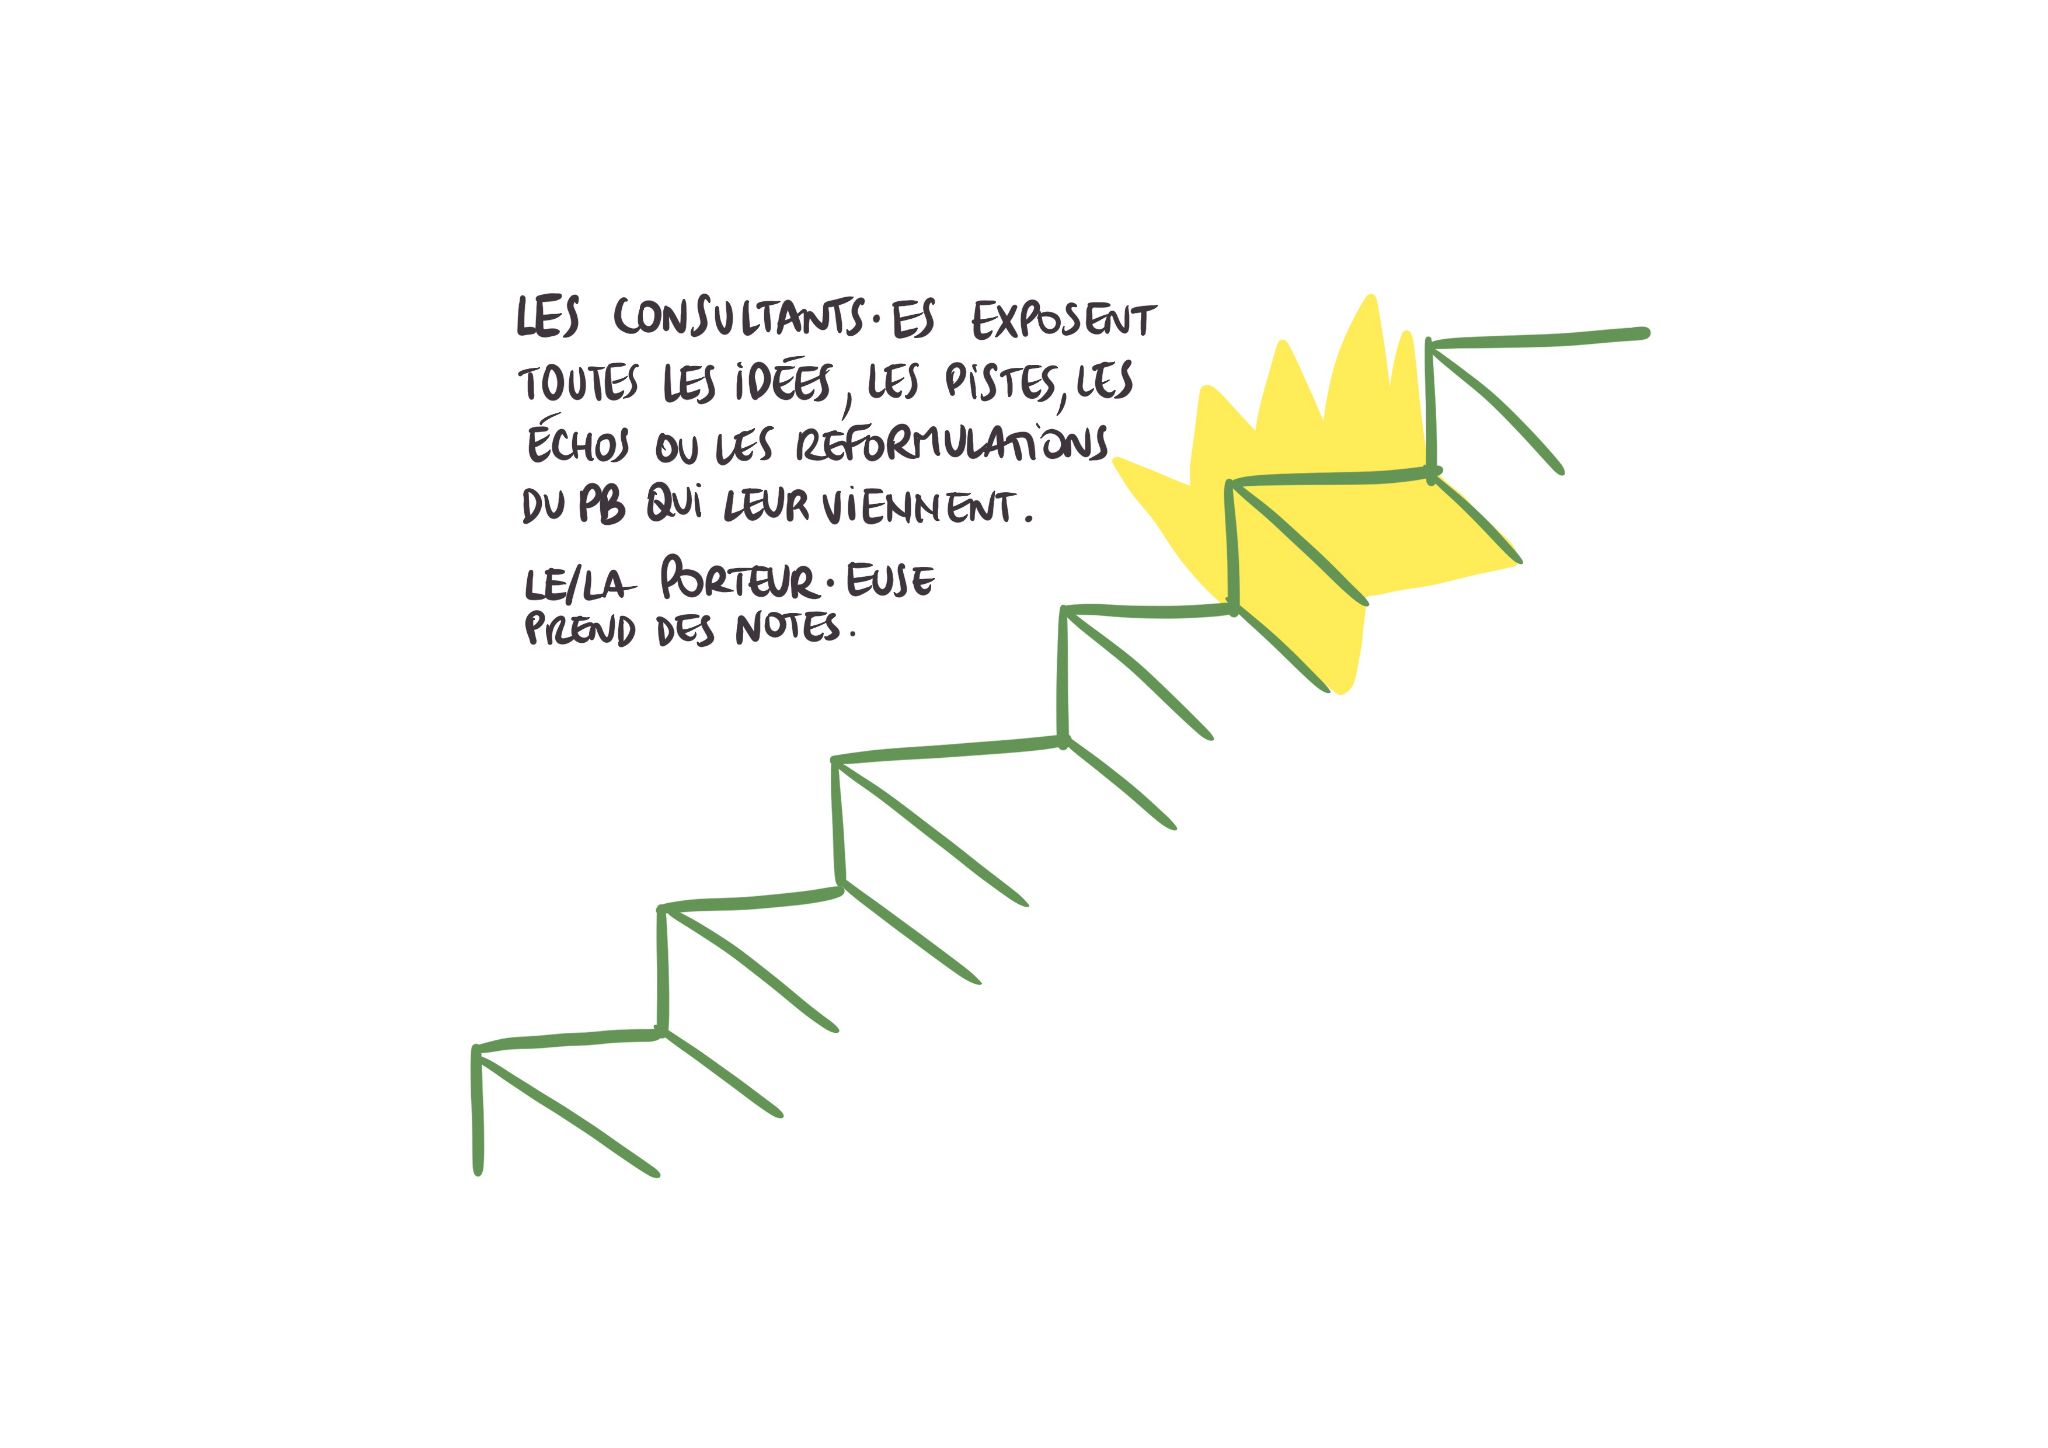 LES CONSULTANTS·ES EXPOSENT
TOUTES LES IDÉES, LES PISTES, LES
ÉCHOS OU LES REFORMULATIONS
DU PB QUI LEUR VIENNENT.
LE/LA PORTEUR·EUSE
PREND DES NOTES.